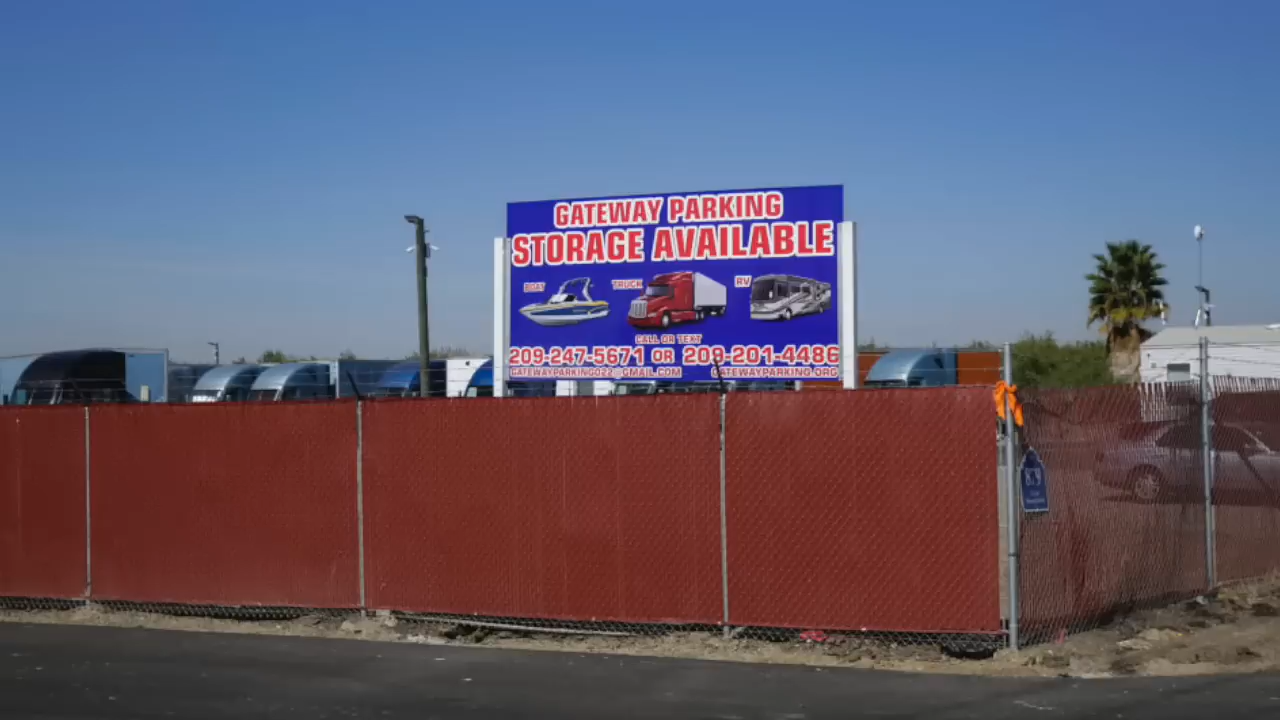 GATEWAY PARKING
STORAGE AVAILABLE
BOAT TRUCK RV
CALL OR TEXT
209-247-5671 OR 209-201-4486
GATEWAYPARKING022@GMAIL.COM GATEWAYPARKING.ORG
879